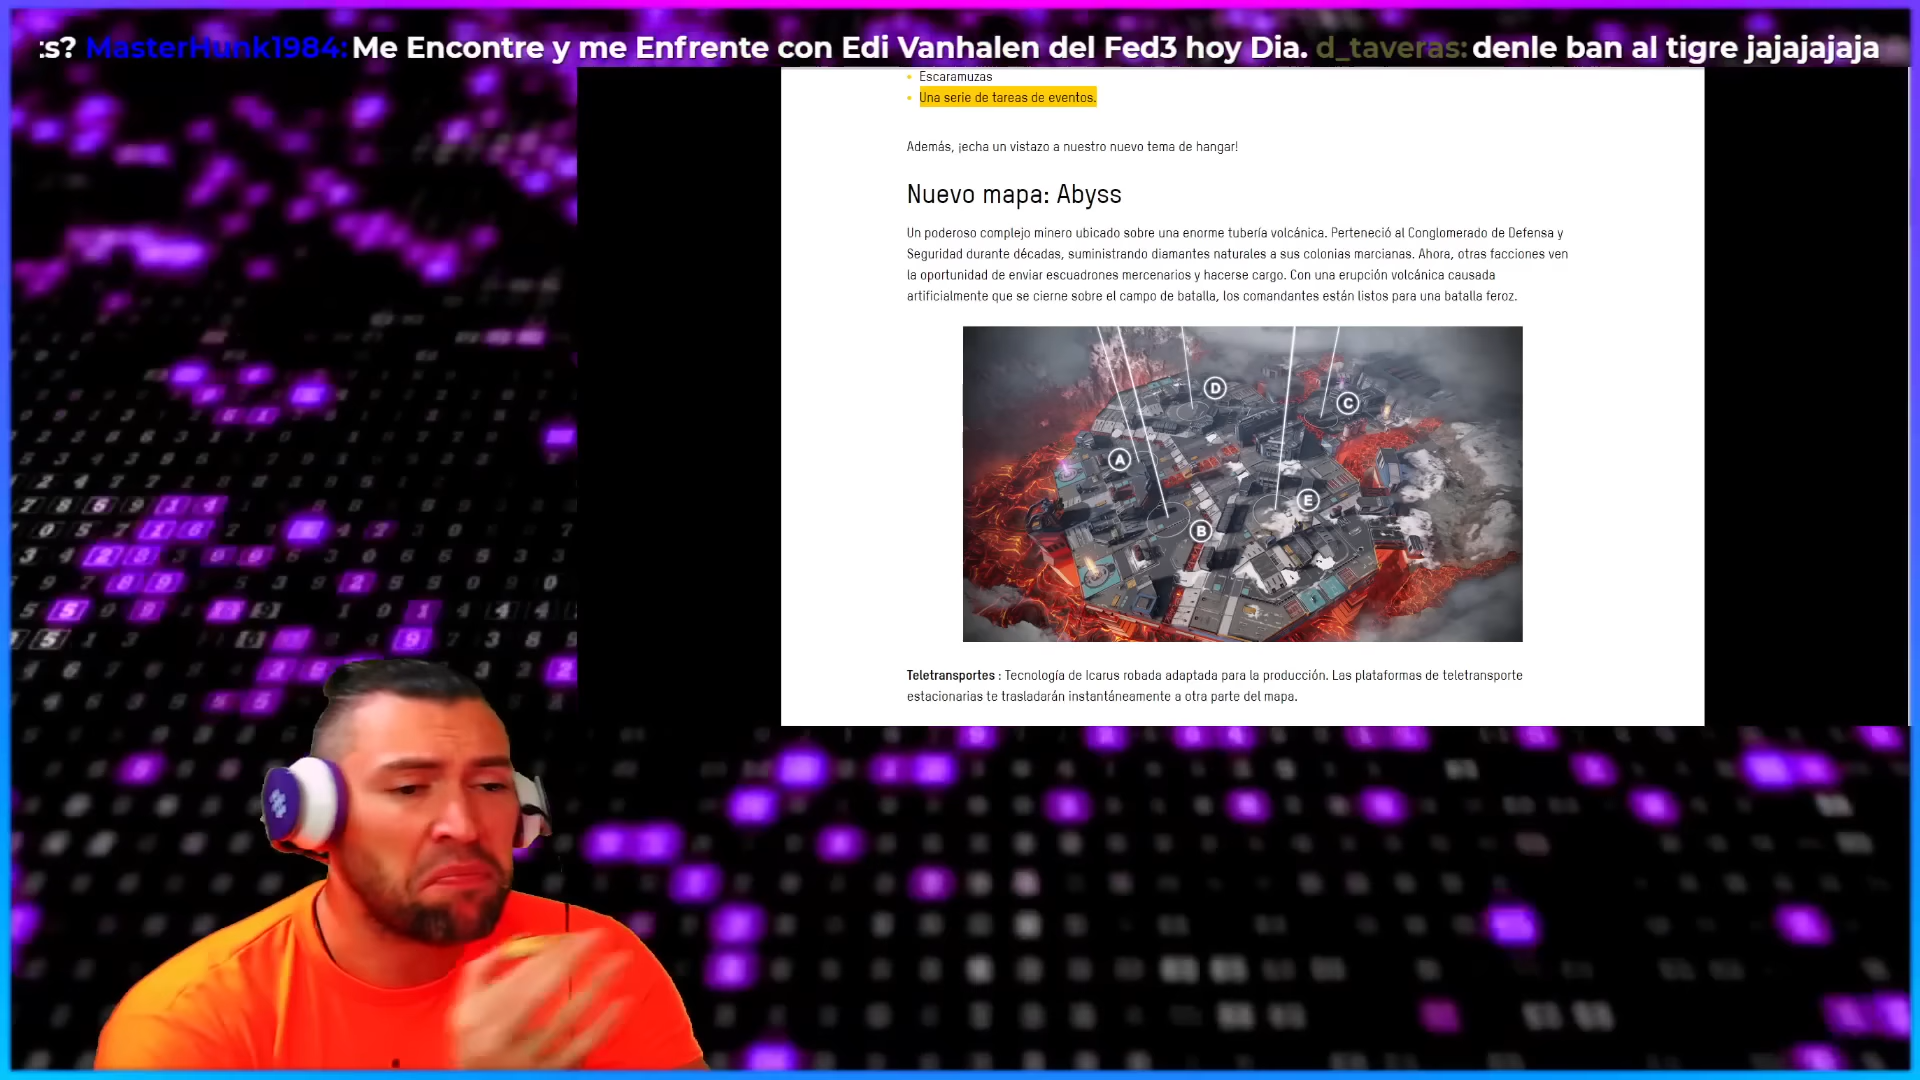 :s? MasterHunk1984: Me Encontre y me Enfrente con Edi Vanhalen del Fed3 hoy Dia. d_taveras: denle ban al tigre jajajajaja
Escaramuzas
Una serie de tareas de eventos.
Además, ¡echa un vistazo a nuestro nuevo tema de hangar!
Nuevo mapa: Abyss
Un poderoso complejo minero ubicado sobre una enorme tubería volcánica. Perteneció al Conglomerado de Defensa y
Seguridad durante décadas, suministrando diamantes naturales a sus colonias marcianas. Ahora, otras facciones ven
la oportunidad de enviar escuadrones mercenarios y hacerse cargo. Con una erupción volcánica causada
artificialmente que se cierne sobre el campo de batalla, los comandantes están listos para una batalla feroz.
D
C
A
E
B
Teletransportes : Tecnología de Icarus robada adaptada para la producción. Las plataformas de teletransporte
estacionarias te trasladarán instantáneamente a otra parte del mapa.